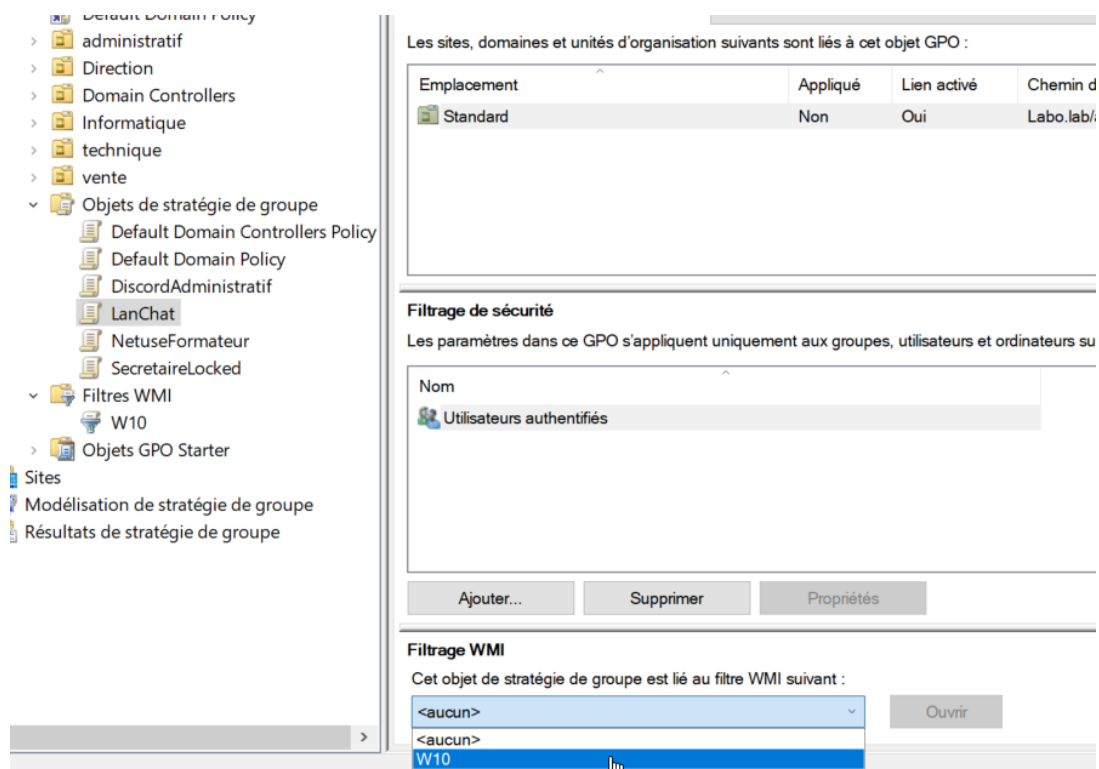 Default Domain Policy
administratif
Direction
Domain Controllers
Informatique
technique
vente
Objets de stratégie de groupe
Default Domain Controllers Policy
Default Domain Policy
DiscordAdministratif
LanChat
NetuseFormateur
SecretaireLocked
Filtres WMI
W10
Objets GPO Starter
Sites
Modélisation de stratégie de groupe
Résultats de stratégie de groupe
Les sites, domaines et unités d'organisation suivants sont liés à cet objet GPO :
Emplacement Appliqué Lien activé Chemin d
Standard Non Oui Labo.lab/a
Filtrage de sécurité
Les paramètres dans ce GPO s'appliquent uniquement aux groupes, utilisateurs et ordinateurs su
Nom
Utilisateurs authentifiés
Ajouter... Supprimer Propriétés
Filtrage WMI
Cet objet de stratégie de groupe est lié au filtre WMI suivant :
<aucun> Ouvrir
<aucun>
W10